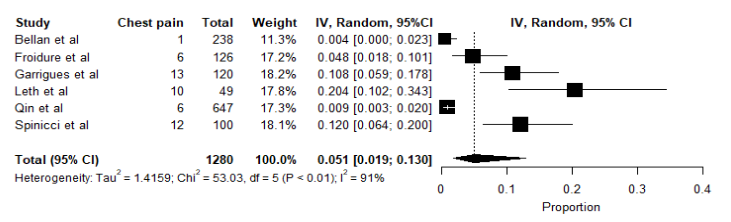 Study Chest pain Total Weight IV, Random, 95%CI IV, Random, 95% CI
Bellan et al 1 238 11.3% 0.004 [0.000; 0.023]
Froidure et al 6 126 17.2% 0.048 [0.018; 0.101]
Garrigues et al 13 120 18.2% 0.108 [0.059; 0.178]
Leth et al 10 49 17.8% 0.204 [0.102; 0.343]
Qin et al 6 647 17.3% 0.009 [0.003; 0.020]
Spinicci et al 12 100 18.1% 0.120 [0.064; 0.200]
Total (95% CI) 1280 100.0% 0.051 [0.019; 0.130]
Heterogeneity: Tau² = 1.4159; Chi² = 53.03, df = 5 (P < 0.01); I² = 91%
0 0.1 0.2 0.3 0.4
Proportion